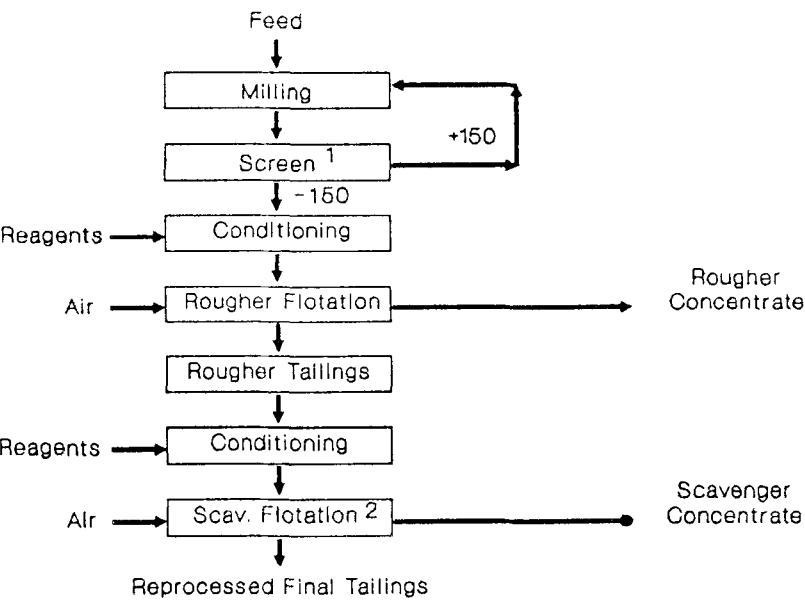 Feed
Milling
+150
Screen 1
-150
Reagents
Conditioning
Air
Rougher Flotation
Rougher
Concentrate
Rougher Tailings
Reagents
Conditioning
Air
Scav. Flotation 2
Scavenger
Concentrate
Reprocessed Final Tailings